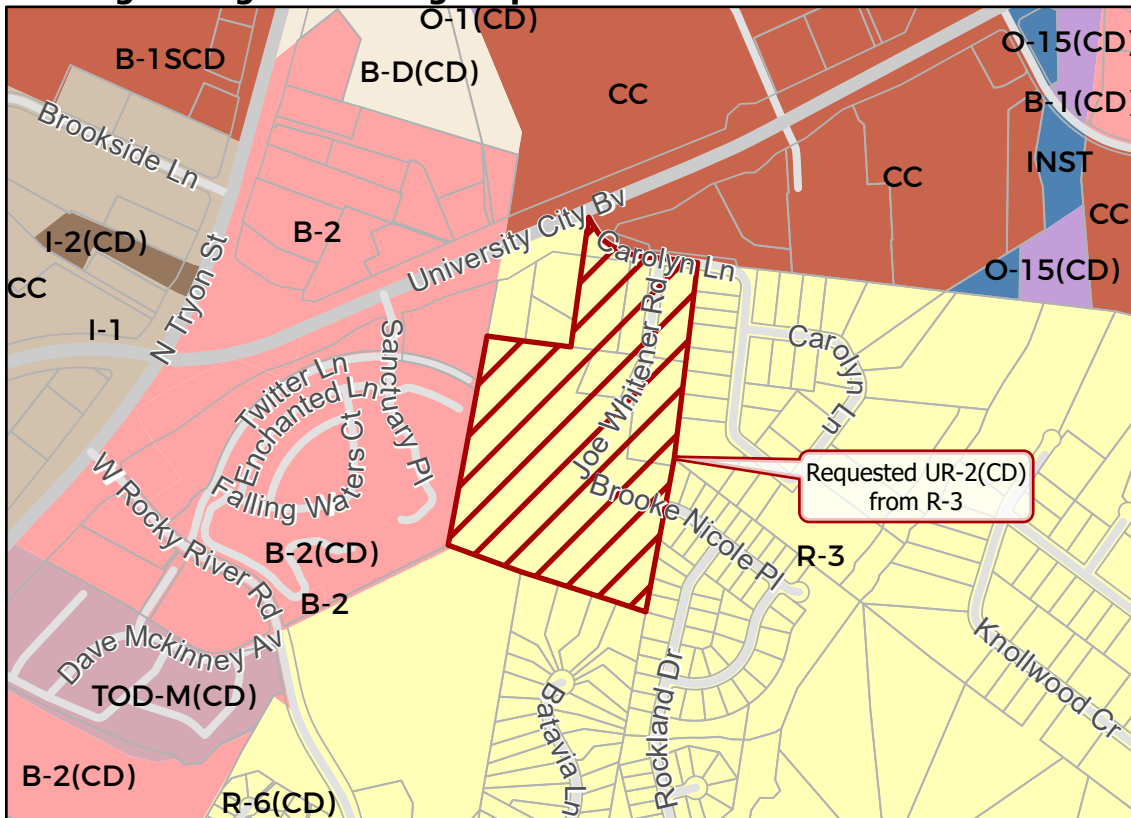 O-1(CD)
B-1SCD
B-D(CD)
CC
O-15(CD)
B-1(CD)
Brookside Ln
INST
CC
CC
I-2(CD)
B-2
University City Bv
Carolyn Ln
O-15(CD)
CC
N Tryon St
I-1
Sanctuary Pl
Joe Whitener Rd
Carolyn Ln
Twitter Ln
Enchanted Ln
Falling Waters Ct
Requested UR-2(CD)
from R-3
W Rocky River Rd
Brooke Nicole Pl
B-2(CD)
R-3
B-2
Knollwood Cr
Dave Mckinney Av
TOD-M(CD)
Batavia Ln
Rockland Dr
B-2(CD)
R-6(CD)